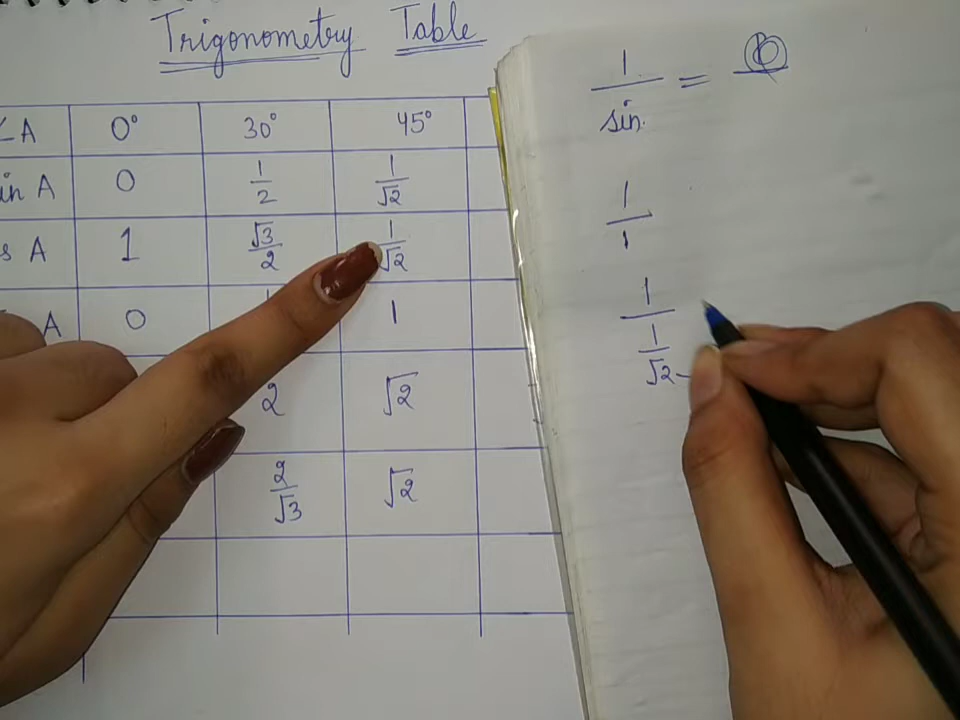 Trigonometry Table
∠A 0° 30° 45°
in A 0 1/2 1/√2
s A 1 √3/2 1/√2
A 0 1
2 √2
2/√3 √2
1/sin. =
1/1
1/(1/√2)